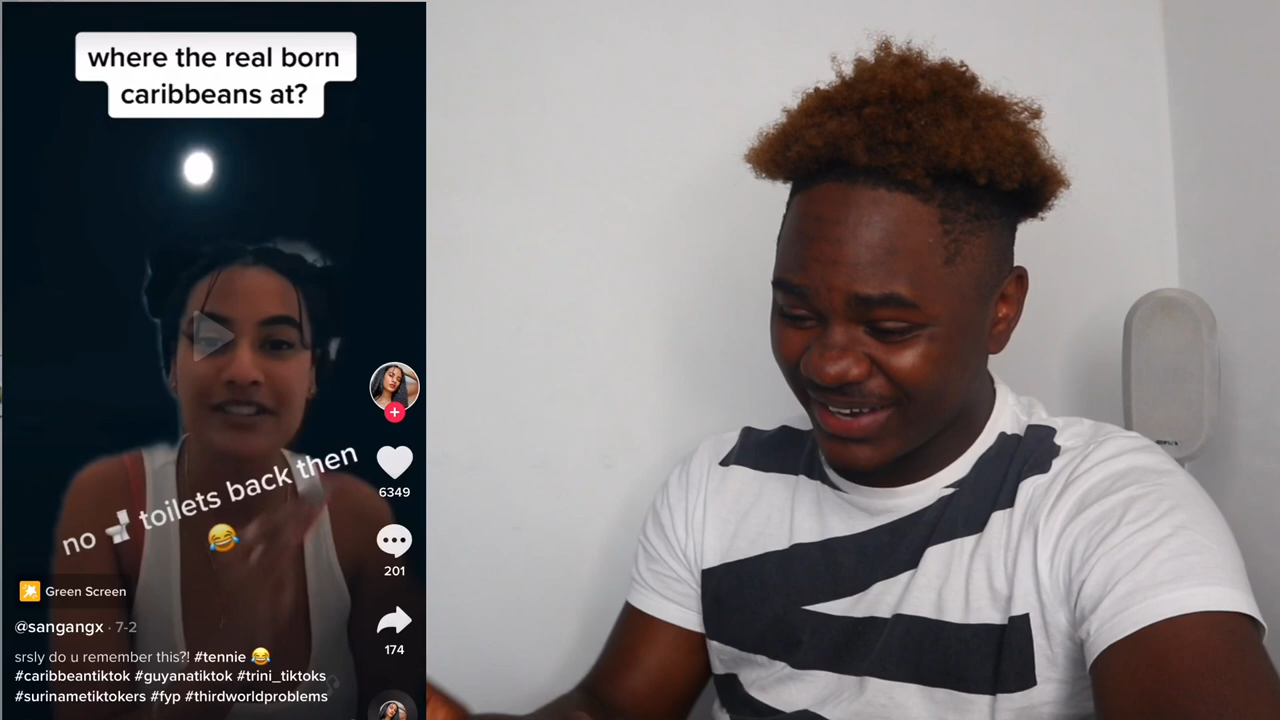 where the real born
caribbeans at?
no 🚽 toilets back then
😂
6349
201
174
Green Screen
@sangangx · 7-2
srsly do u remember this?! #tennie 😂
#caribbeantiktok #guyanatiktok #trini_tiktoks
#surinametiktokers #fyp #thirdworldproblems